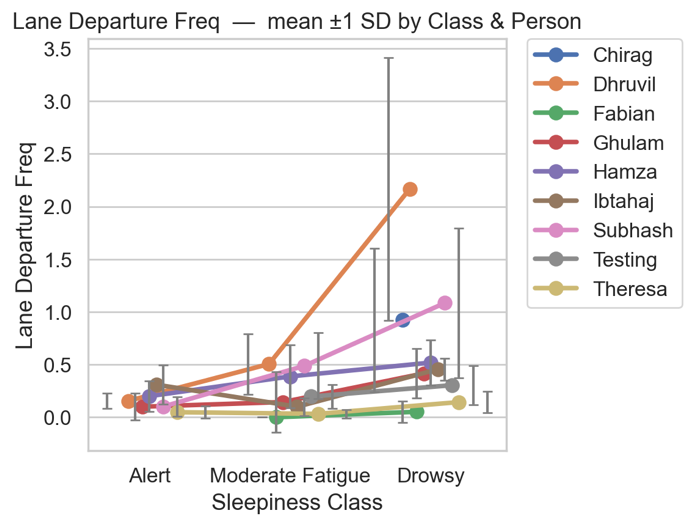 Lane Departure Freq — mean ±1 SD by Class & Person
3.5
3.0
2.5
2.0
1.5
1.0
0.5
0.0
Lane Departure Freq
Alert
Moderate Fatigue
Drowsy
Sleepiness Class
Chirag
Dhruvil
Fabian
Ghulam
Hamza
Ibtahaj
Subhash
Testing
Theresa